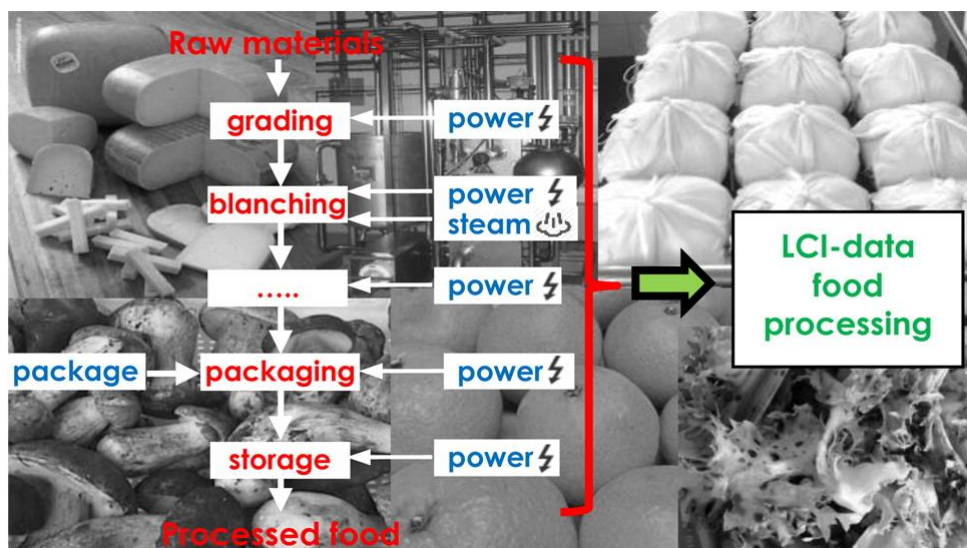 Raw materials
grading
power
blanching
power
steam
.....
power
package
packaging
power
storage
power
Processed food
LCI-data
food
processing